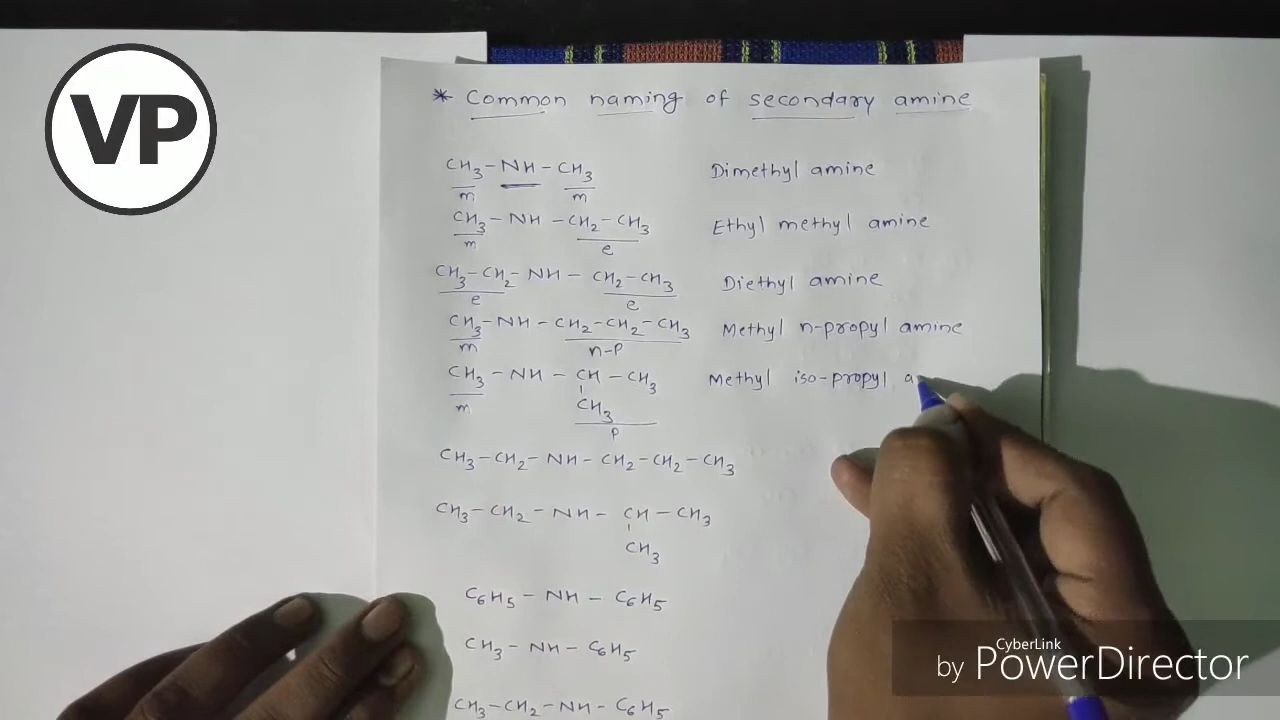 VP
* Common naming of secondary amine
CH3-NH-CH3 Dimethyl amine
m m
CH3-NH-CH2-CH3 Ethyl methyl amine
m e
CH3-CH2-NH-CH2-CH3 Diethyl amine
e e
CH3-NH-CH2-CH2-CH3 Methyl n-propyl amine
m n-p
CH3-NH-CH-CH3 Methyl iso-propyl a
CH3
m p
CH3-CH2-NH-CH2-CH2-CH3
CH3-CH2-NH-CH-CH3
CH3
C6H5-NH-C6H5
CH3-NH-C6H5
CH3-CH2-NH-C6H5
CyberLink
by PowerDirector